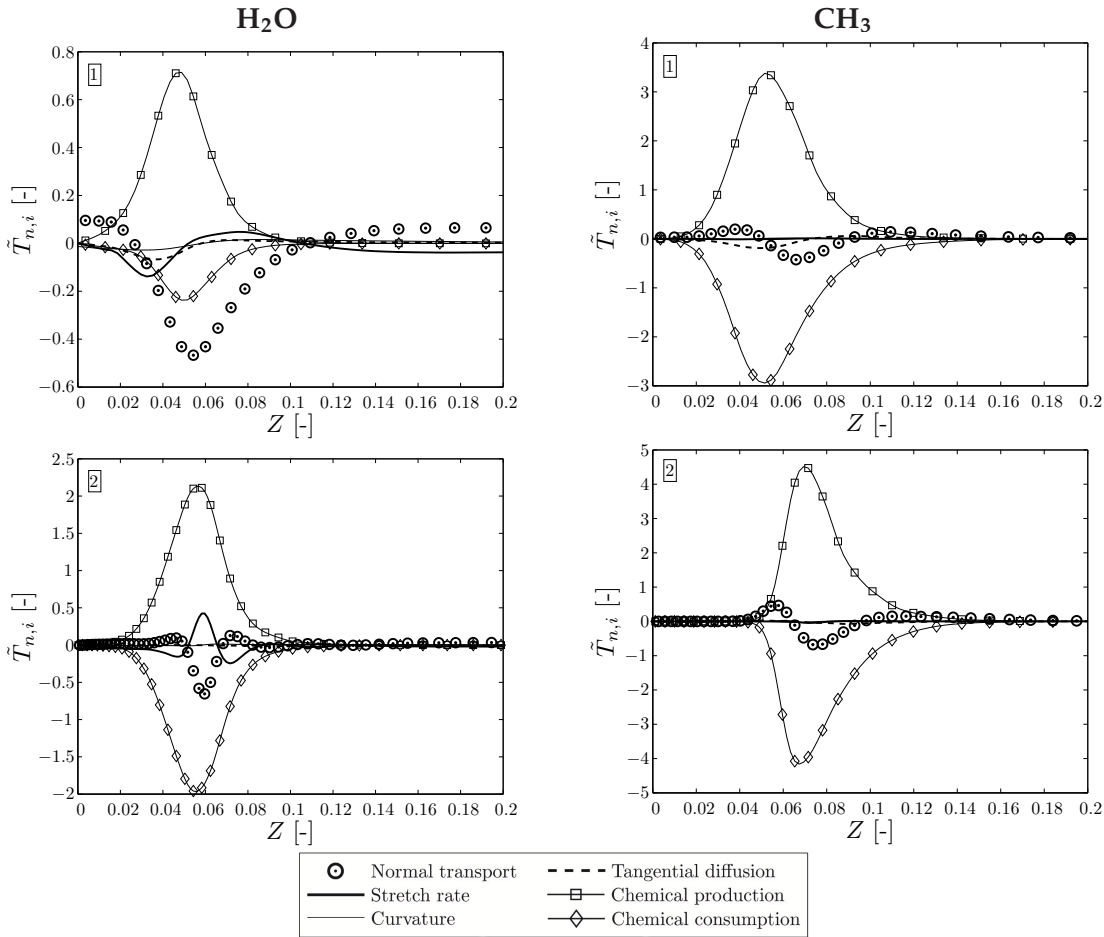 H₂O
CH₃
1
0.8
0.6
0.4
0.2
0
−0.2
−0.4
−0.6
T̃n,i [-]
0 0.02 0.04 0.06 0.08 0.1 0.12 0.14 0.16 0.18 0.2
Z [-]
1
4
3
2
1
0
−1
−2
−3
T̃n,i [-]
0 0.02 0.04 0.06 0.08 0.1 0.12 0.14 0.16 0.18 0.2
Z [-]
2
2.5
2
1.5
1
0.5
0
−0.5
−1
−1.5
−2
T̃n,i [-]
0 0.02 0.04 0.06 0.08 0.1 0.12 0.14 0.16 0.18 0.2
Z [-]
2
5
4
3
2
1
0
−1
−2
−3
−4
−5
T̃n,i [-]
0 0.02 0.04 0.06 0.08 0.1 0.12 0.14 0.16 0.18 0.2
Z [-]
Normal transport
Stretch rate
Curvature
Tangential diffusion
Chemical production
Chemical consumption